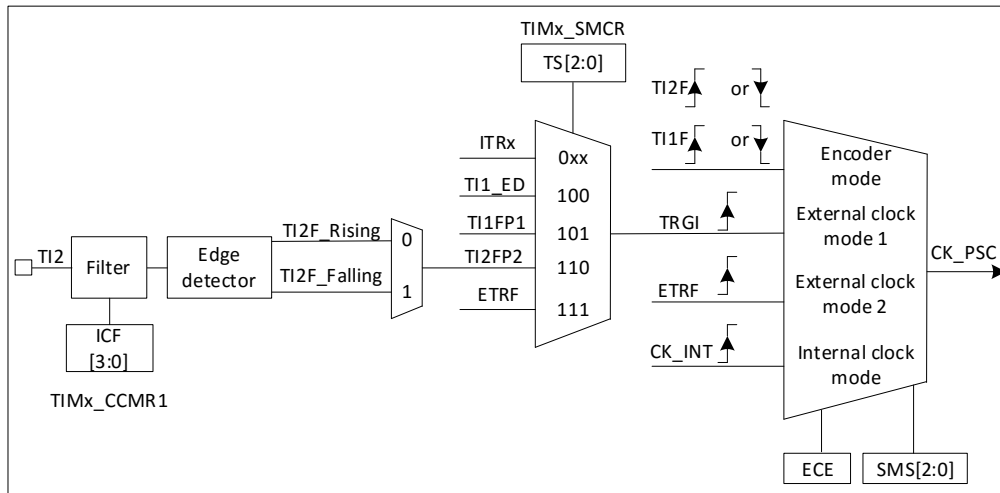 TIMx_SMCR
TS[2:0]
TI2F or
TI1F or
ITRx
0xx
Encoder
mode
TI1_ED
100
TRGI
External clock
mode 1
TI2F_Rising
0
TI1FP1
101
CK_PSC
TI2
Filter
Edge
detector
TI2F_Falling
1
TI2FP2
110
ETRF
External clock
mode 2
ETRF
111
ICF
[3:0]
CK_INT
Internal clock
mode
TIMx_CCMR1
ECE
SMS[2:0]